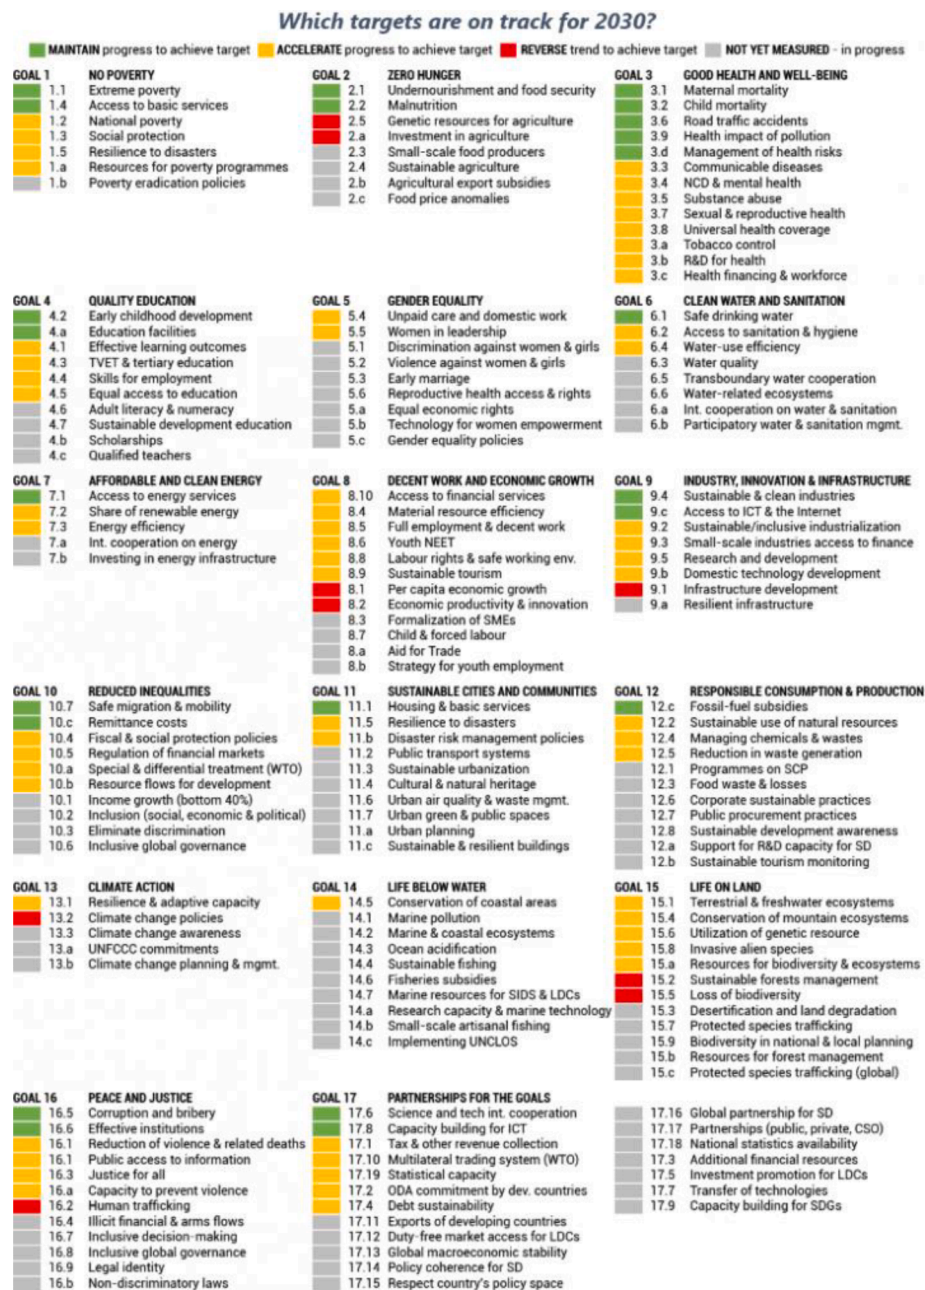 Which targets are on track for 2030?
MAINTAIN progress to achieve target ACCELERATE progress to achieve target REVERSE trend to achieve target NOT YET MEASURED - in progress
GOAL 1 NO POVERTY
1.1 Extreme poverty
1.4 Access to basic services
1.2 National poverty
1.3 Social protection
1.5 Resilience to disasters
1.a Resources for poverty programmes
1.b Poverty eradication policies
GOAL 2 ZERO HUNGER
2.1 Undernourishment and food security
2.2 Malnutrition
2.5 Genetic resources for agriculture
2.a Investment in agriculture
2.3 Small-scale food producers
2.4 Sustainable agriculture
2.b Agricultural export subsidies
2.c Food price anomalies
GOAL 3 GOOD HEALTH AND WELL-BEING
3.1 Maternal mortality
3.2 Child mortality
3.6 Road traffic accidents
3.9 Health impact of pollution
3.d Management of health risks
3.3 Communicable diseases
3.4 NCD & mental health
3.5 Substance abuse
3.7 Sexual & reproductive health
3.8 Universal health coverage
3.a Tobacco control
3.b R&D for health
3.c Health financing & workforce
GOAL 4 QUALITY EDUCATION
4.2 Early childhood development
4.a Education facilities
4.1 Effective learning outcomes
4.3 TVET & tertiary education
4.4 Skills for employment
4.5 Equal access to education
4.6 Adult literacy & numeracy
4.7 Sustainable development education
4.b Scholarships
4.c Qualified teachers
GOAL 5 GENDER EQUALITY
5.4 Unpaid care and domestic work
5.5 Women in leadership
5.1 Discrimination against women & girls
5.2 Violence against women & girls
5.3 Early marriage
5.6 Reproductive health access & rights
5.a Equal economic rights
5.b Technology for women empowerment
5.c Gender equality policies
GOAL 6 CLEAN WATER AND SANITATION
6.1 Safe drinking water
6.2 Access to sanitation & hygiene
6.4 Water-use efficiency
6.3 Water quality
6.5 Transboundary water cooperation
6.6 Water-related ecosystems
6.a Int. cooperation on water & sanitation
6.b Participatory water & sanitation mgmt.
GOAL 7 AFFORDABLE AND CLEAN ENERGY
7.1 Access to energy services
7.2 Share of renewable energy
7.3 Energy efficiency
7.a Int. cooperation on energy
7.b Investing in energy infrastructure
GOAL 8 DECENT WORK AND ECONOMIC GROWTH
8.10 Access to financial services
8.4 Material resource efficiency
8.5 Full employment & decent work
8.6 Youth NEET
8.8 Labour rights & safe working env.
8.9 Sustainable tourism
8.1 Per capita economic growth
8.2 Economic productivity & innovation
8.3 Formalization of SMEs
8.7 Child & forced labour
8.a Aid for Trade
8.b Strategy for youth employment
GOAL 9 INDUSTRY, INNOVATION & INFRASTRUCTURE
9.4 Sustainable & clean industries
9.c Access to ICT & the Internet
9.2 Sustainable/inclusive industrialization
9.3 Small-scale industries access to finance
9.5 Research and development
9.b Domestic technology development
9.1 Infrastructure development
9.a Resilient infrastructure
GOAL 10 REDUCED INEQUALITIES
10.7 Safe migration & mobility
10.c Remittance costs
10.4 Fiscal & social protection policies
10.5 Regulation of financial markets
10.a Special & differential treatment (WTO)
10.b Resource flows for development
10.1 Income growth (bottom 40%)
10.2 Inclusion (social, economic & political)
10.3 Eliminate discrimination
10.6 Inclusive global governance
GOAL 11 SUSTAINABLE CITIES AND COMMUNITIES
11.1 Housing & basic services
11.5 Resilience to disasters
11.b Disaster risk management policies
11.2 Public transport systems
11.3 Sustainable urbanization
11.4 Cultural & natural heritage
11.6 Urban air quality & waste mgmt.
11.7 Urban green & public spaces
11.a Urban planning
11.c Sustainable & resilient buildings
GOAL 12 RESPONSIBLE CONSUMPTION & PRODUCTION
12.c Fossil-fuel subsidies
12.2 Sustainable use of natural resources
12.4 Managing chemicals & wastes
12.5 Reduction in waste generation
12.1 Programmes on SCP
12.3 Food waste & losses
12.6 Corporate sustainable practices
12.7 Public procurement practices
12.8 Sustainable development awareness
12.a Support for R&D capacity for SD
12.b Sustainable tourism monitoring
GOAL 13 CLIMATE ACTION
13.1 Resilience & adaptive capacity
13.2 Climate change policies
13.3 Climate change awareness
13.a UNFCCC commitments
13.b Climate change planning & mgmt.
GOAL 14 LIFE BELOW WATER
14.5 Conservation of coastal areas
14.1 Marine pollution
14.2 Marine & coastal ecosystems
14.3 Ocean acidification
14.4 Sustainable fishing
14.6 Fisheries subsidies
14.7 Marine resources for SIDS & LDCs
14.a Research capacity & marine technology
14.b Small-scale artisanal fishing
14.c Implementing UNCLOS
GOAL 15 LIFE ON LAND
15.1 Terrestrial & freshwater ecosystems
15.4 Conservation of mountain ecosystems
15.6 Utilization of genetic resource
15.8 Invasive alien species
15.a Resources for biodiversity & ecosystems
15.2 Sustainable forests management
15.5 Loss of biodiversity
15.3 Desertification and land degradation
15.7 Protected species trafficking
15.9 Biodiversity in national & local planning
15.b Resources for forest management
15.c Protected species trafficking (global)
GOAL 16 PEACE AND JUSTICE
16.5 Corruption and bribery
16.6 Effective institutions
16.1 Reduction of violence & related deaths
16.1 Public access to information
16.3 Justice for all
16.a Capacity to prevent violence
16.2 Human trafficking
16.4 Illicit financial & arms flows
16.7 Inclusive decision-making
16.8 Inclusive global governance
16.9 Legal identity
16.b Non-discriminatory laws
GOAL 17 PARTNERSHIPS FOR THE GOALS
17.6 Science and tech int. cooperation
17.8 Capacity building for ICT
17.1 Tax & other revenue collection
17.10 Multilateral trading system (WTO)
17.19 Statistical capacity
17.2 ODA commitment by dev. countries
17.4 Debt sustainability
17.11 Exports of developing countries
17.12 Duty-free market access for LDCs
17.13 Global macroeconomic stability
17.14 Policy coherence for SD
17.15 Respect country's policy space
17.16 Global partnership for SD
17.17 Partnerships (public, private, CSO)
17.18 National statistics availability
17.3 Additional financial resources
17.5 Investment promotion for LDCs
17.7 Transfer of technologies
17.9 Capacity building for SDGs